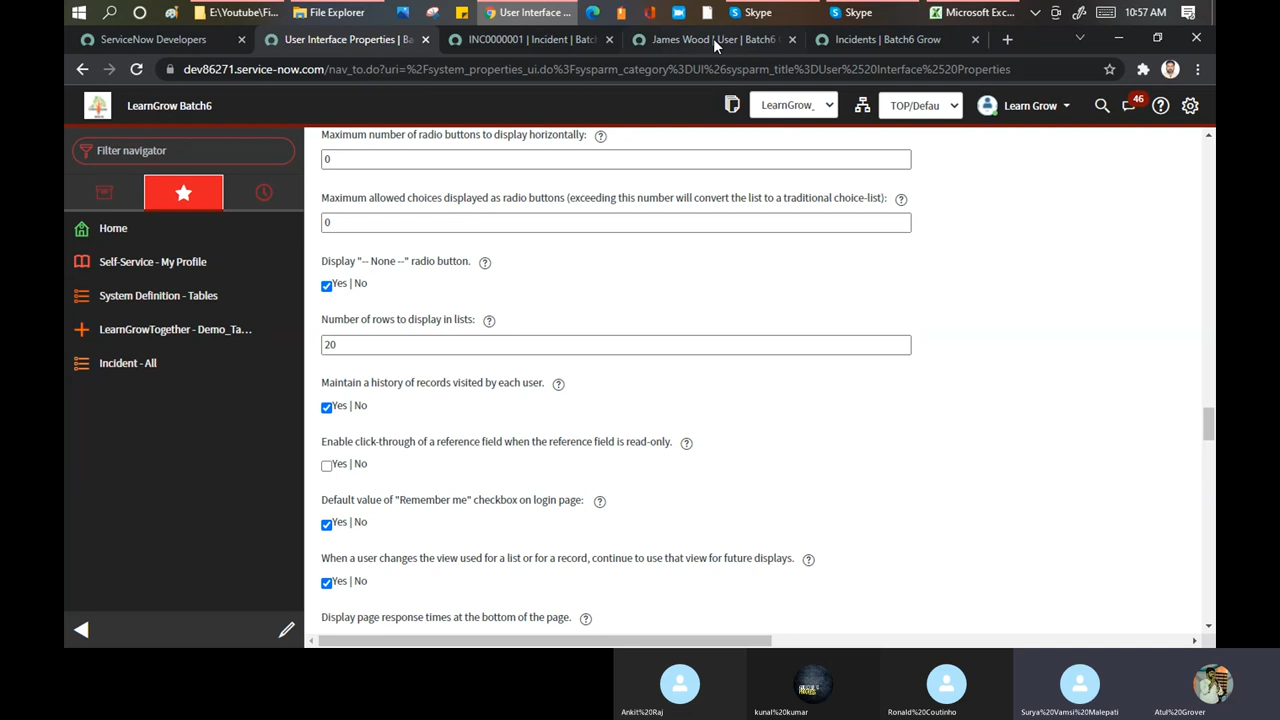 E:\Youtube\Fi...
File Explorer
User Interface ...
Skype
Skype
Microsoft Exc...
10:57 AM
ServiceNow Developers
User Interface Properties | Ba
INC0000001 | Incident | Batc
James Wood | User | Batch6
Incidents | Batch6 Grow
dev86271.service-now.com/nav_to.do?uri=%2Fsystem_properties_ui.do%3Fsysparm_category%3DUI%26sysparm_title%3DUser%2520Interface%2520Properties
LearnGrow Batch6
LearnGrow_
TOP/Defau
Learn Grow
46
Filter navigator
Home
Self-Service - My Profile
System Definition - Tables
LearnGrowTogether - Demo_Ta...
Incident - All
Maximum number of radio buttons to display horizontally:
0
Maximum allowed choices displayed as radio buttons (exceeding this number will convert the list to a traditional choice-list):
0
Display "-- None --" radio button.
Yes | No
Number of rows to display in lists:
20
Maintain a history of records visited by each user.
Yes | No
Enable click-through of a reference field when the reference field is read-only.
Yes | No
Default value of "Remember me" checkbox on login page:
Yes | No
When a user changes the view used for a list or for a record, continue to use that view for future displays.
Yes | No
Display page response times at the bottom of the page.
Ankit%20Raj
kunal%20kumar
Ronald%20Coutinho
Surya%20Vamsi%20Malepati
Atul%20Grover